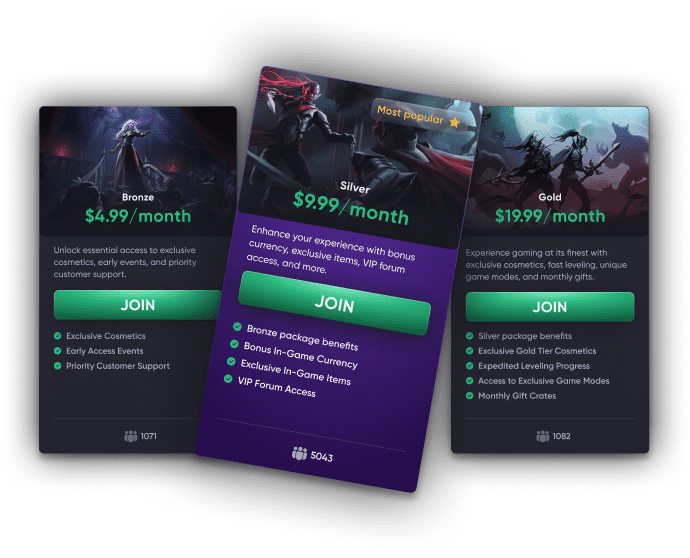 Bronze
$4.99/month
Unlock essential access to exclusive
cosmetics, early events, and priority
customer support.
JOIN
Exclusive Cosmetics
Early Access Events
Priority Customer Support
1071
Most popular
Silver
$9.99/month
Enhance your experience with bonus
currency, exclusive items, VIP forum
access, and more.
JOIN
Bronze package benefits
Bonus In-Game Currency
Exclusive In-Game Items
VIP Forum Access
5043
Gold
$19.99/month
Experience gaming at its finest with
exclusive cosmetics, fast leveling, unique
game modes, and monthly gifts.
JOIN
Silver package benefits
Exclusive Gold Tier Cosmetics
Expedited Leveling Progress
Access to Exclusive Game Modes
Monthly Gift Crates
1082